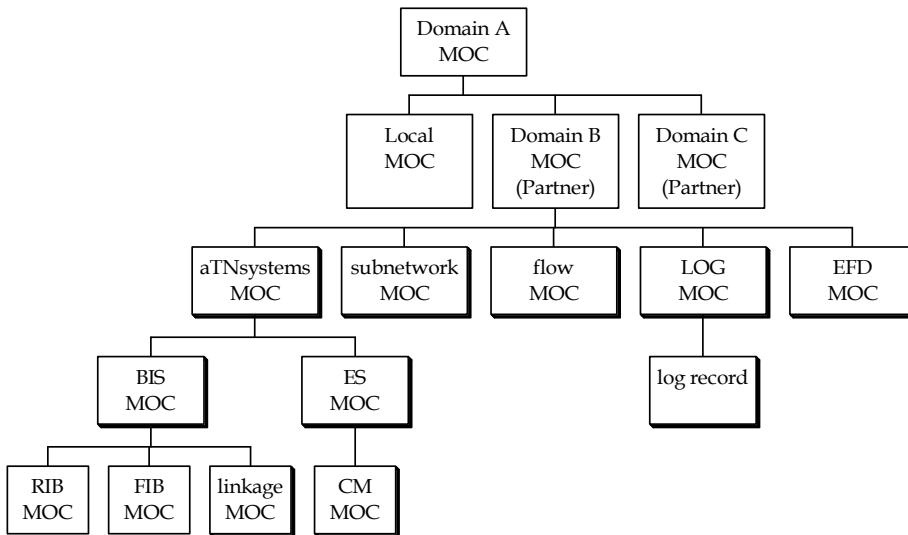 Domain A
MOC
Local
MOC
Domain B
MOC
(Partner)
Domain C
MOC
(Partner)
aTNsystems
MOC
subnetwork
MOC
flow
MOC
LOG
MOC
EFD
MOC
BIS
MOC
ES
MOC
log record
RIB
MOC
FIB
MOC
linkage
MOC
CM
MOC